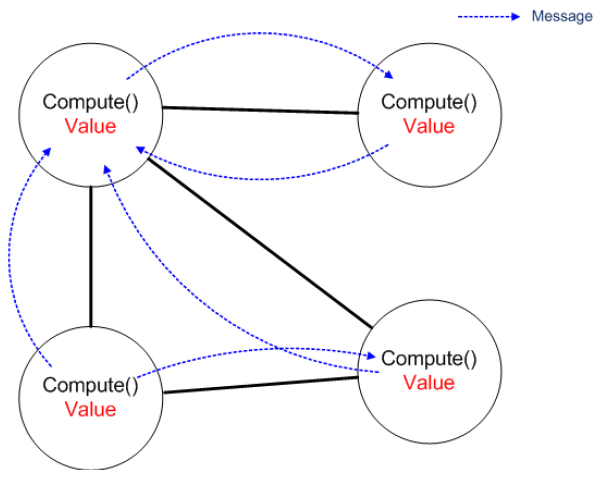 Message
Compute()
Value
Compute()
Value
Compute()
Value
Compute()
Value